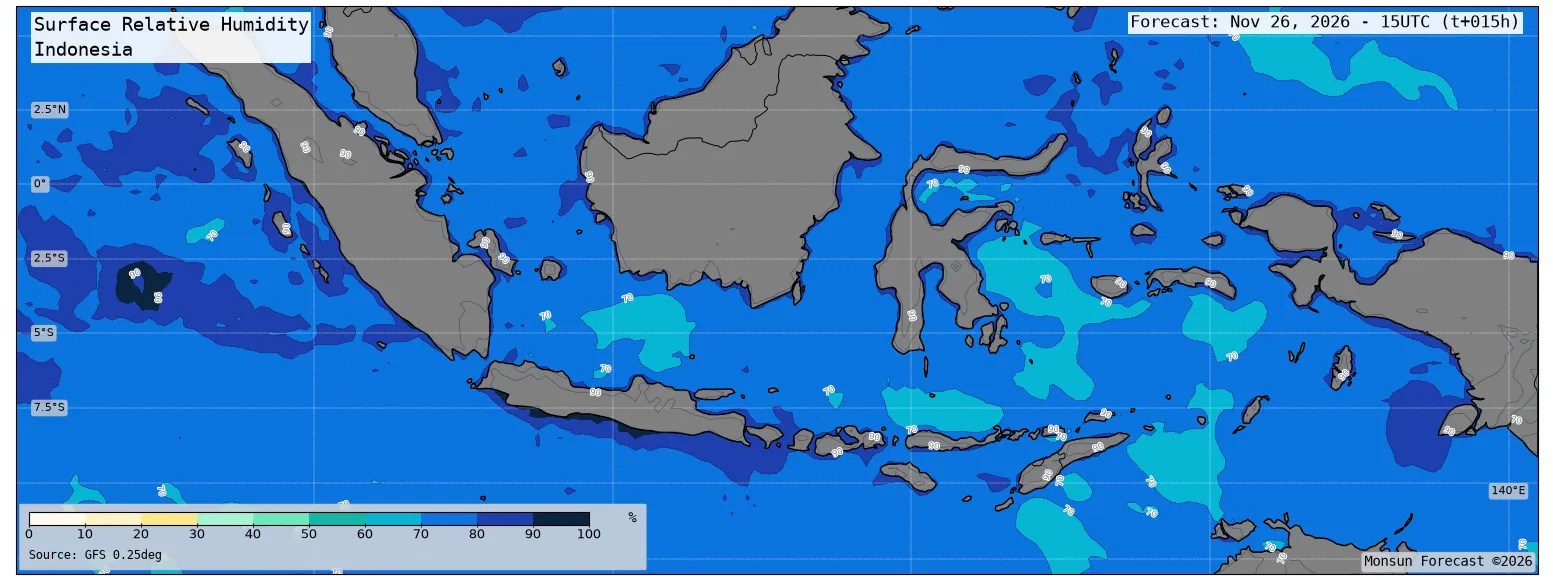 Surface Relative Humidity
Indonesia
Forecast: Nov 26, 2026 - 15UTC (t+015h)
2.5°N
0°
2.5°S
5°S
7.5°S
140°E
0 10 20 30 40 50 60 70 80 90 100
%
Source: GFS 0.25deg
Monsun Forecast ©2026